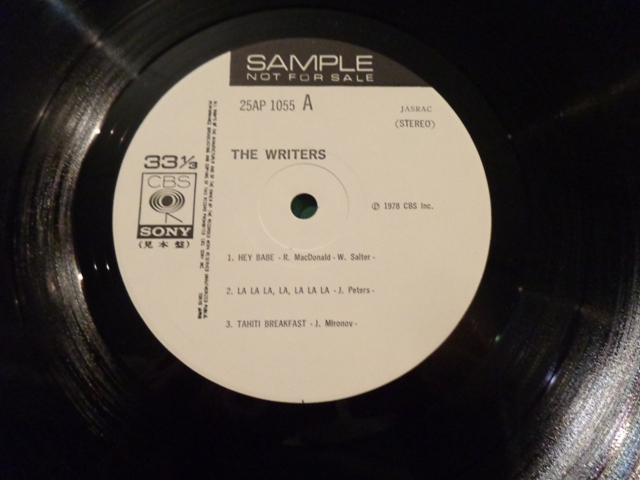 SAMPLE
NOT FOR SALE
25AP 1055 A
JASRAC
(STEREO)
33⅓
THE WRITERS
CBS
SONY
(見本盤)
Ⓟ 1978 CBS Inc.
1. HEY BABE - R. MacDonald - W. Salter -
2. LA LA LA, LA, LA LA LA - J. Peters -
3. TAHITI BREAKFAST - J. Mironov -